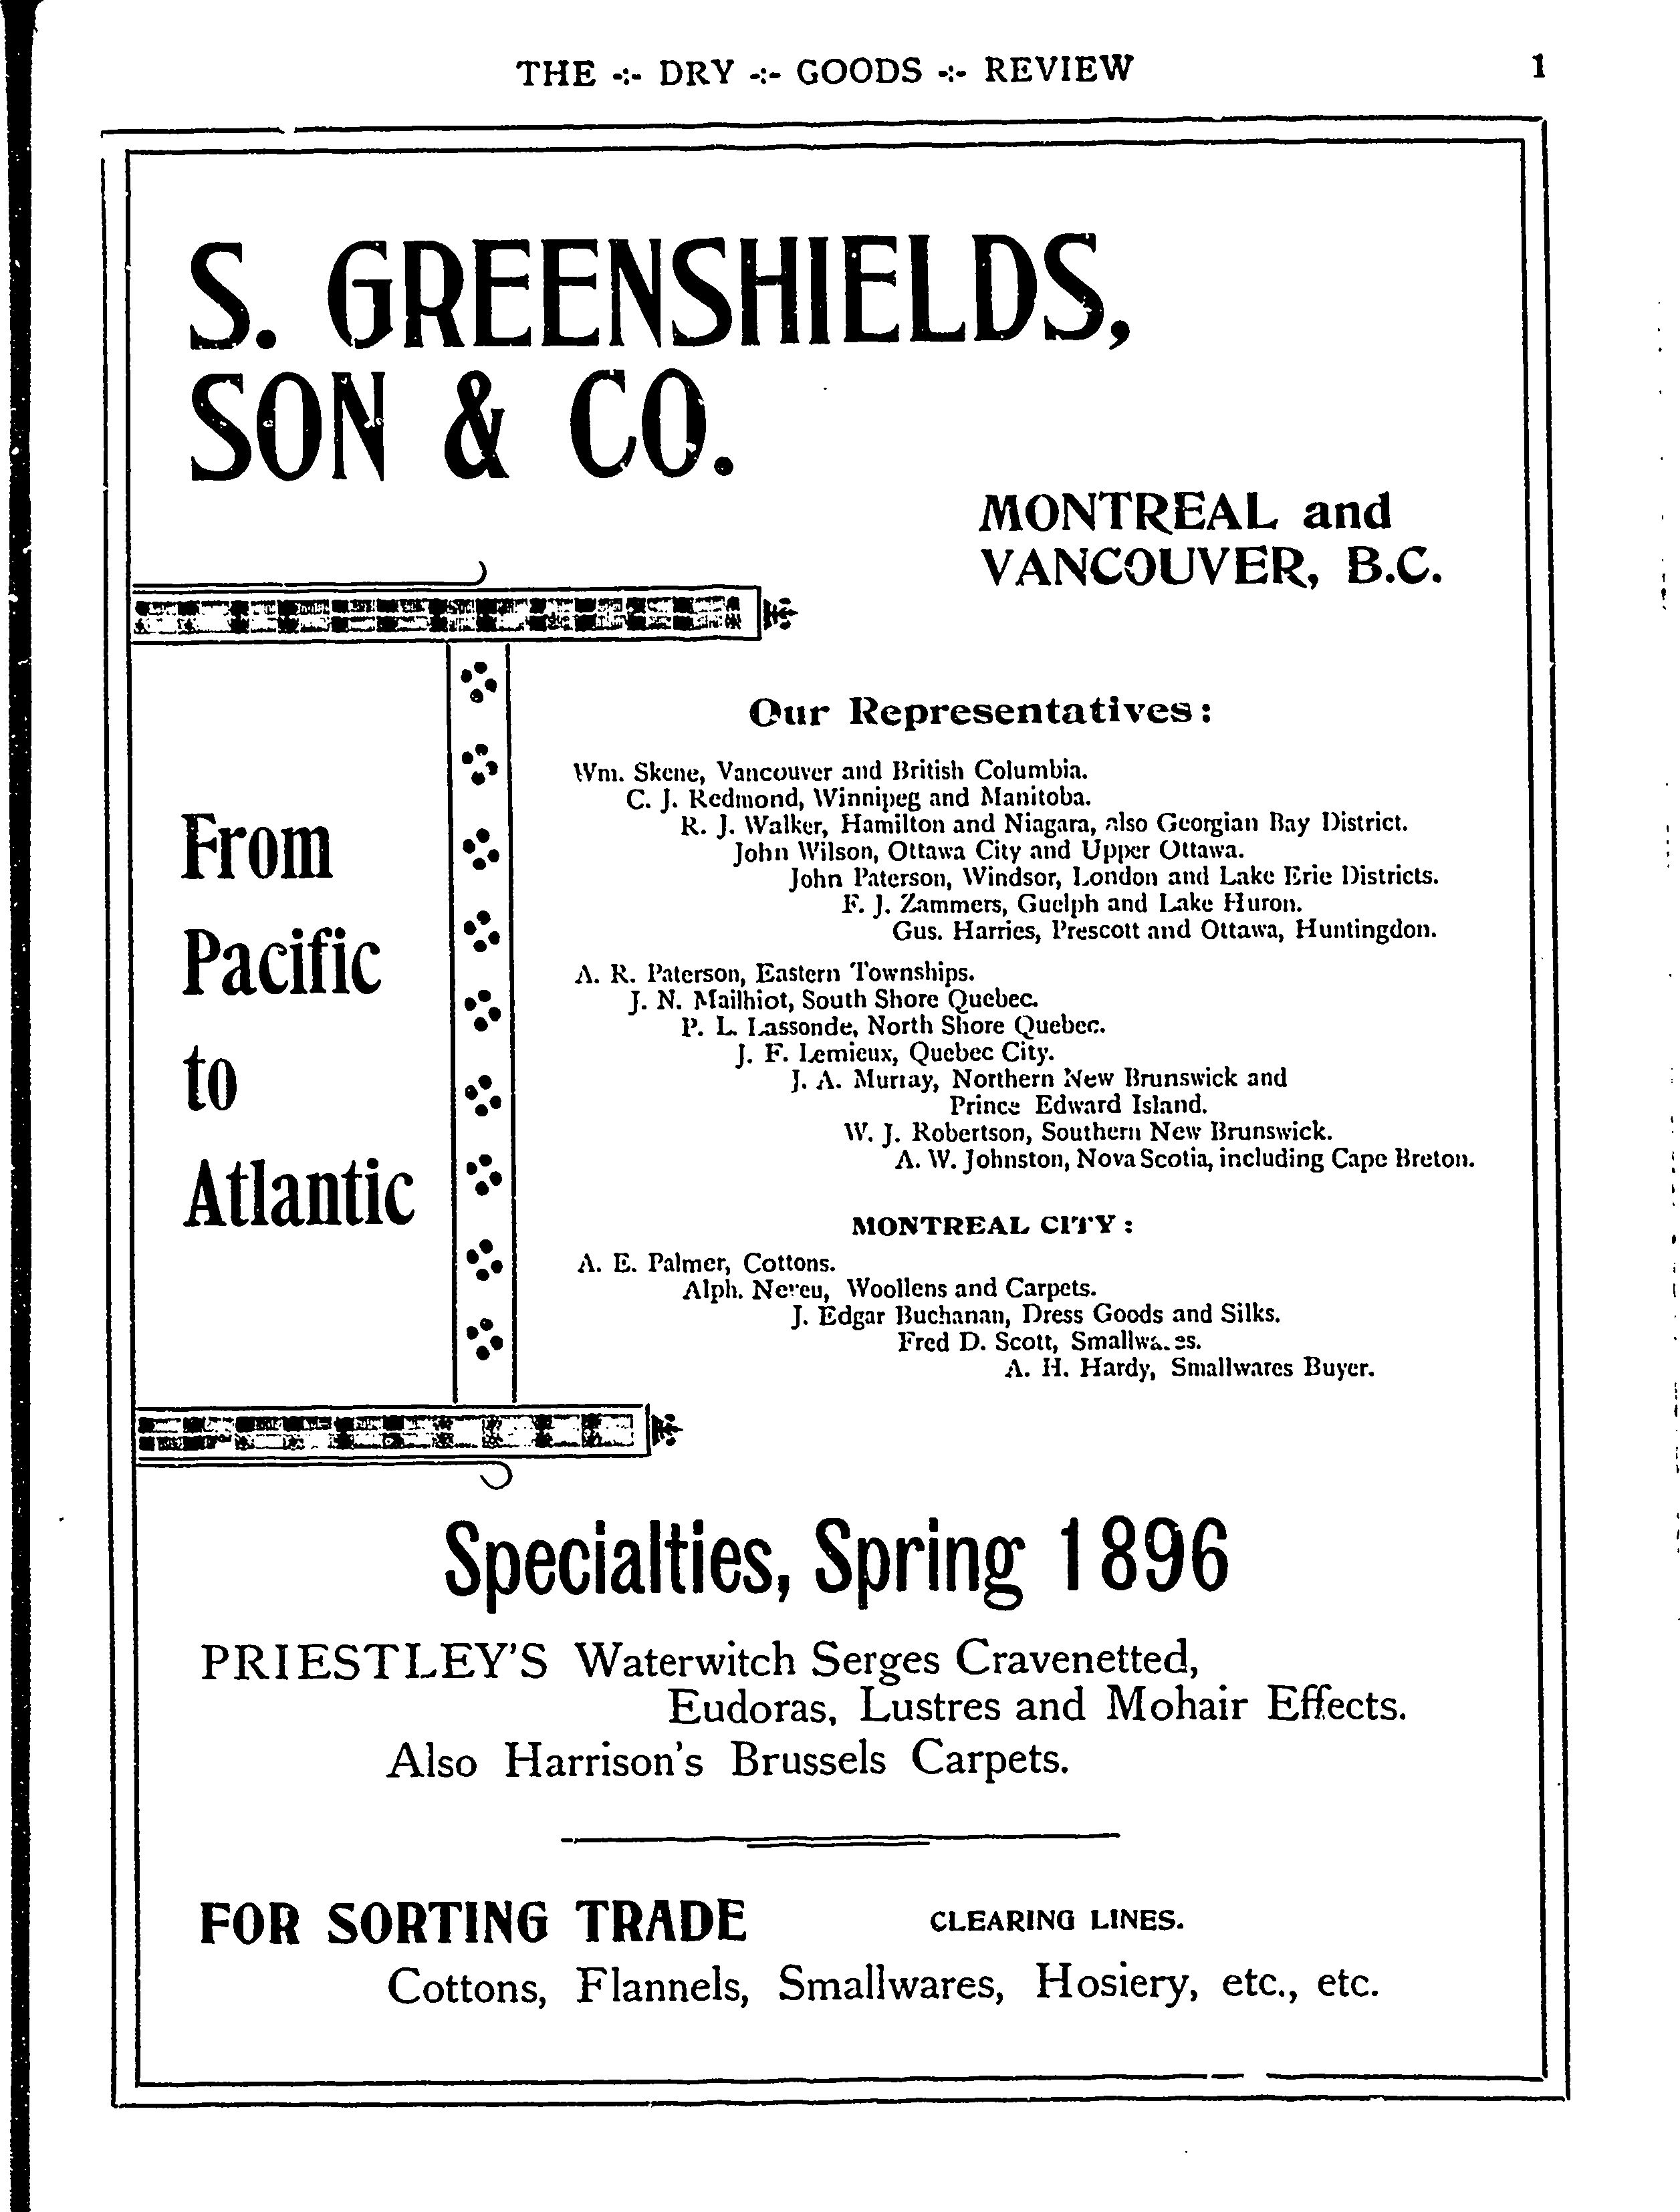 THE -:- DRY -:- GOODS -:- REVIEW 1
S. GREENSHIELDS,
SON & CO.
MONTREAL and
VANCOUVER, B.C.
From
Pacific
to
Atlantic
Our Representatives:
Wm. Skene, Vancouver and British Columbia.
C. J. Redmond, Winnipeg and Manitoba.
R. J. Walker, Hamilton and Niagara, also Georgian Bay District.
John Wilson, Ottawa City and Upper Ottawa.
John Paterson, Windsor, London and Lake Erie Districts.
F. J. Zammers, Guelph and Lake Huron.
Gus. Harries, Prescott and Ottawa, Huntingdon.
A. R. Paterson, Eastern Townships.
J. N. Mailhiot, South Shore Quebec.
P. L. Lassonde, North Shore Quebec.
J. F. Lemieux, Quebec City.
J. A. Murray, Northern New Brunswick and
Prince Edward Island.
W. J. Robertson, Southern New Brunswick.
A. W. Johnston, Nova Scotia, including Cape Breton.
MONTREAL CITY:
A. E. Palmer, Cottons.
Alph. Woollens and Carpets.
J. Edgar Buchanan, Dress Goods and Silks.
Fred D. Scott, Smallwares.
A. H. Hardy, Smallwares Buyer.
Specialties, Spring 1896
PRIESTLEY'S Waterwitch Serges Cravenetted,
Eudoras, Lustres and Mohair Effects.
Also Harrison's Brussels Carpets.
FOR SORTING TRADE CLEARING LINES.
Cottons, Flannels, Smallwares, Hosiery, etc., etc.